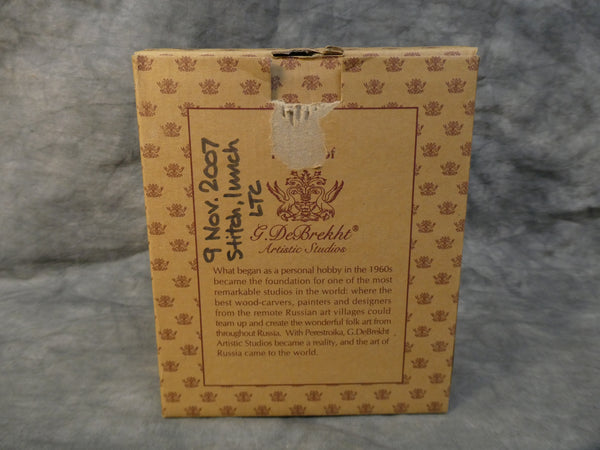 9 Nov. 2007
Stitch, lunch
LTC
of
G. DeBrekht®
Artistic Studios
What began as a personal hobby in the 1960s
became the foundation for one of the most
remarkable studios in the world: where the
best wood-carvers, painters and designers
from the remote Russian art villages could
team up and create the wonderful folk art from
throughout Russia. With Perestroika, G.DeBrekht
Artistic Studios became a reality, and the art of
Russia came to the world.